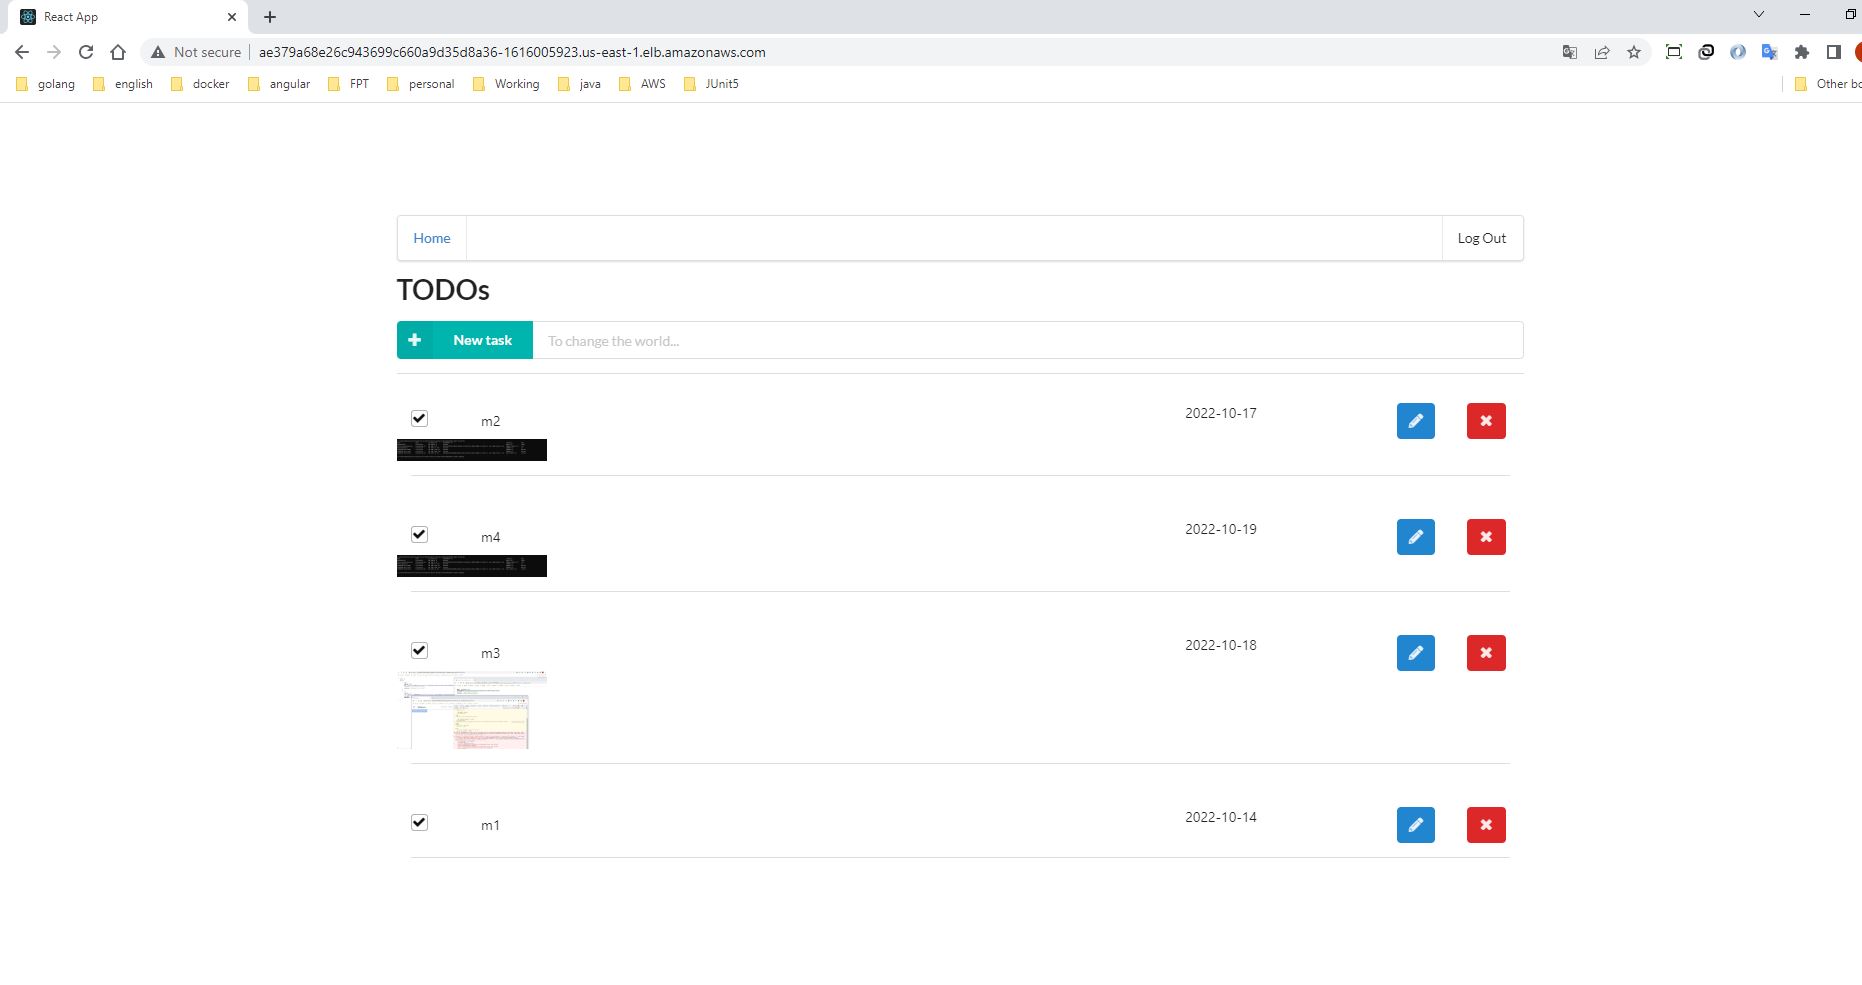 React App
Not secure ae379a68e26c943699c660a9d35d8a36-1616005923.us-east-1.elb.amazonaws.com
golang english docker angular FPT personal Working java AWS JUnit5 Other bo
Home Log Out
TODOs
New task To change the world...
m2 2022-10-17
m4 2022-10-19
m3 2022-10-18
m1 2022-10-14